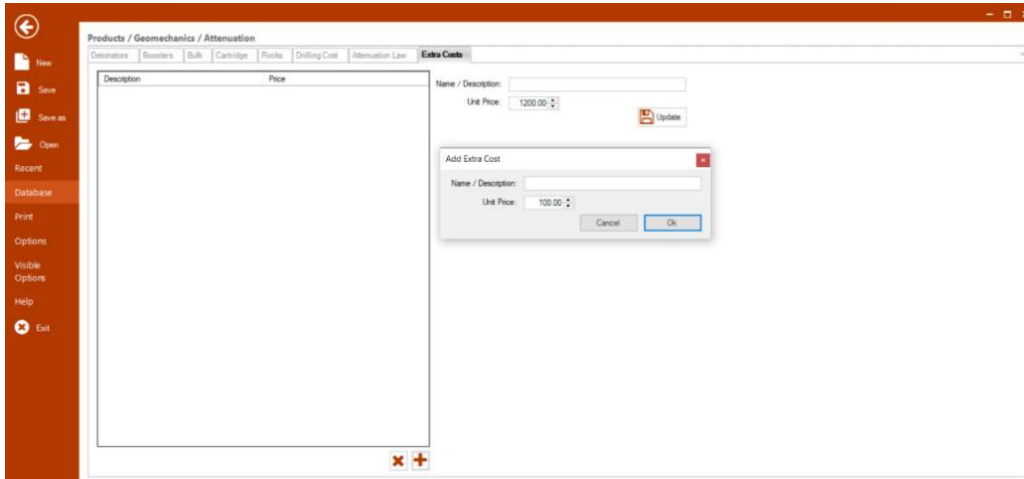 Products / Geomechanics / Attenuation
Detonators Boosters Bulk Cartridge Rocks Drilling Cost Attenuation Law Extra Costs
New
Save
Save as
Open
Recent
Database
Print
Options
Visible
Options
Help
Exit
Description Price
Name / Description:
Unit Price: 1200.00
Update
Add Extra Cost
Name / Description:
Unit Price: 100.00
Cancel Ok